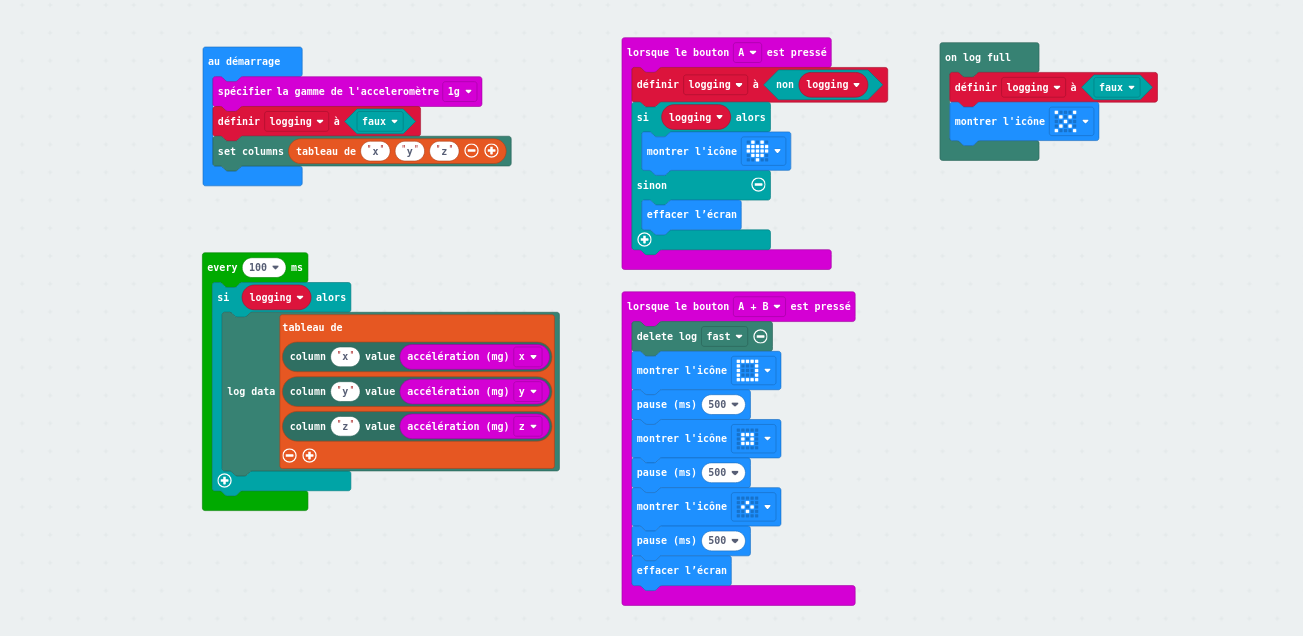 au démarrage
spécifier la gamme de l'acceleromètre 1g
définir logging à faux
set columns tableau de "x" "y" "z"
every 100 ms
si logging alors
tableau de
column "x" value accélération (mg) x
column "y" value accélération (mg) y
log data
column "z" value accélération (mg) z
lorsque le bouton A est pressé
définir logging à non logging
si logging alors
montrer l'icône
sinon
effacer l’écran
lorsque le bouton A + B est pressé
delete log fast
montrer l'icône
pause (ms) 500
montrer l'icône
pause (ms) 500
montrer l'icône
pause (ms) 500
effacer l’écran
on log full
définir logging à faux
montrer l'icône